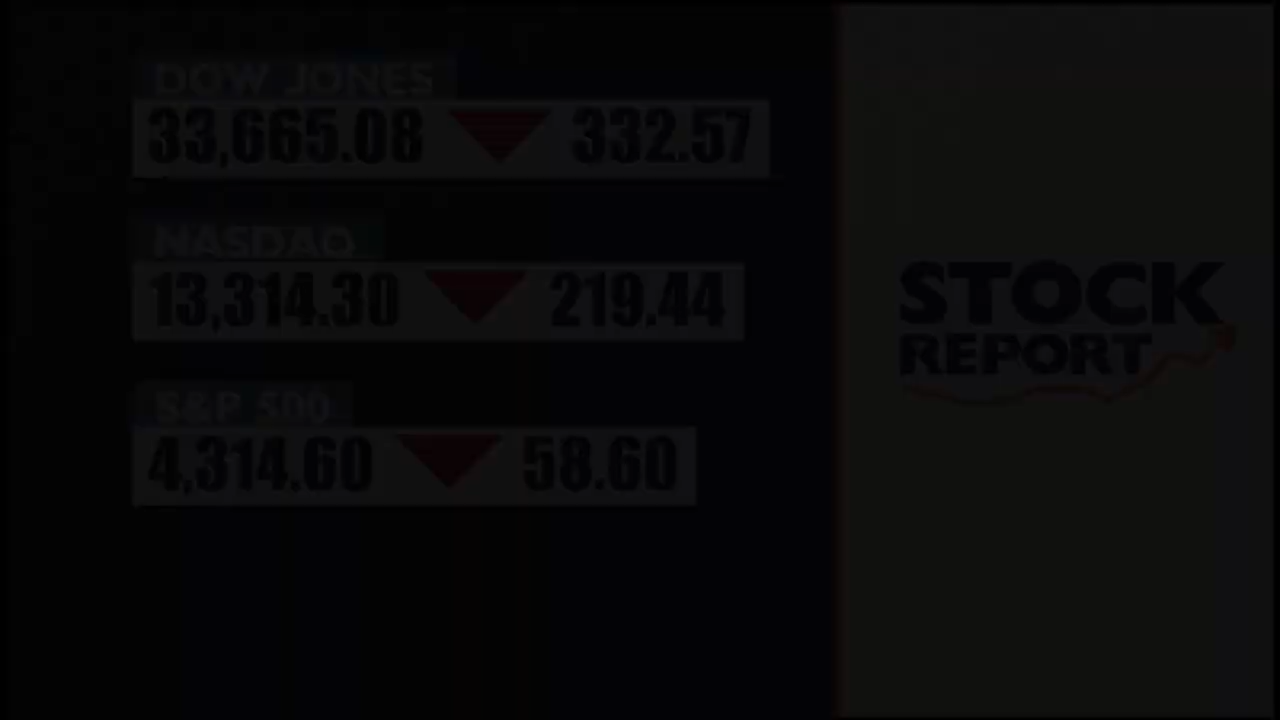 DOW JONES
33,665.08 332.57
NASDAQ
13,314.30 219.44
S&P 500
4,314.60 58.60
STOCK
REPORT